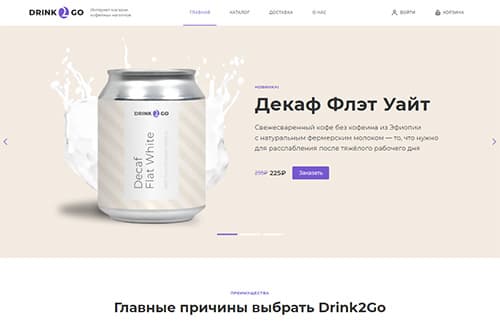 DRINK 2 GO
Интернет-магазин
кофейных напитков
ГЛАВНАЯ
КАТАЛОГ
ДОСТАВКА
О НАС
ВОЙТИ
КОРЗИНА
DRINK 2 GO
Decaf
Flat White
НОВИНКА!
Декаф Флэт Уайт
Свежесваренный кофе без кофеина из Эфиопии
с натуральным фермерским молоком — то, что нужно
для расслабления после тяжёлого рабочего дня
225₽
Заказать
ПРЕИМУЩЕСТВА
Главные причины выбрать Drink2Go